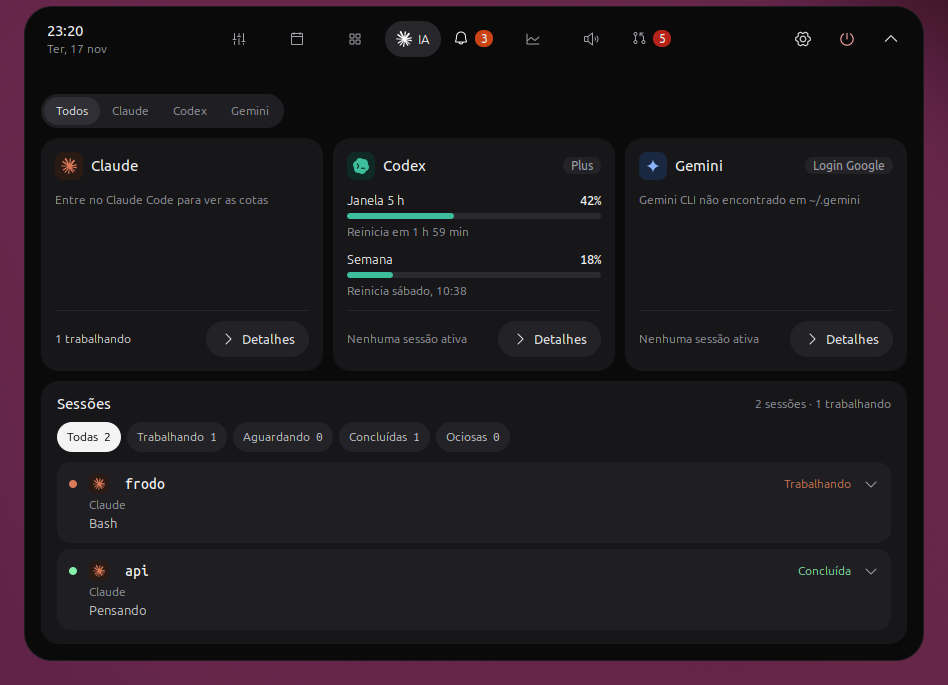 23:20
Ter, 17 nov
IA
3
5
Todos Claude Codex Gemini
Claude
Entre no Claude Code para ver as cotas
1 trabalhando
Detalhes
Codex
Plus
Janela 5 h
42%
Reinicia em 1 h 59 min
Semana
18%
Reinicia sábado, 10:38
Nenhuma sessão ativa
Detalhes
Gemini
Login Google
Gemini CLI não encontrado em ~/.gemini
Nenhuma sessão ativa
Detalhes
Sessões
2 sessões · 1 trabalhando
Todas 2 Trabalhando 1 Aguardando 0 Concluídas 1 Ociosas 0
frodo
Trabalhando
Claude
Bash
api
Concluída
Claude
Pensando